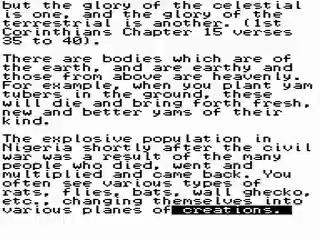 but the glory of the celestial
is one, and the glory of the
terrestrial is another. (1st
Corinthians Chapter 15 verses
35 to 40).
There are bodies which are of
the earth, and are earthy and
those from above are heavenly.
For example, when you plant yam
tubers in the ground, these
will die and bring forth fresh,
new and better yams of their
kind.
The explosive population in
Nigeria shortly after the civil
war was a result of the many
people who died, went and
multiplied and came back. You
often see various types of
rats, flies, bats, wall ghecko,
etc., changing themselves into
various planes of creations.